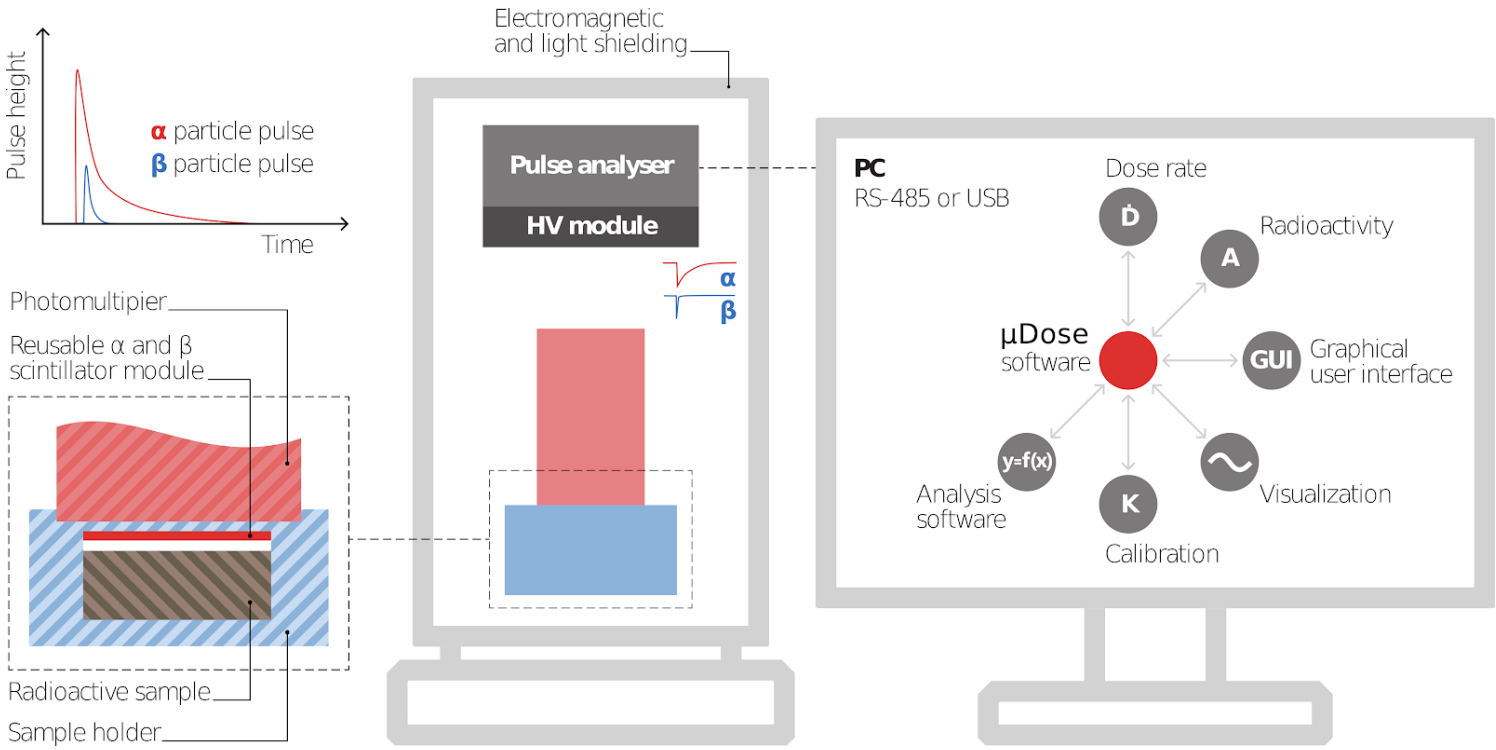 Electromagnetic
and light shielding
Pulse height
α particle pulse
β particle pulse
Time
Photomultipier
Reusable α and β
scintillator module
Radioactive sample
Sample holder
Pulse analyser
HV module
α
β
PC
RS-485 or USB
Dose rate
Ḋ
Radioactivity
A
µDose
software
GUI
Graphical
user interface
y=f(x)
Analysis
software
K
Calibration
Visualization